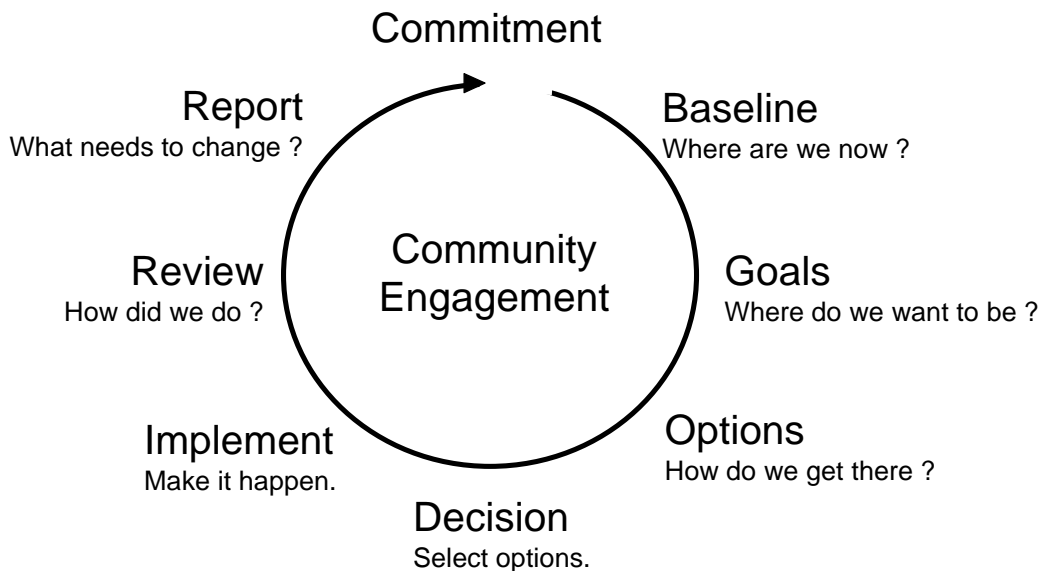 Commitment
Baseline
Where are we now ?
Goals
Where do we want to be ?
Options
How do we get there ?
Decision
Select options.
Implement
Make it happen.
Review
How did we do ?
Report
What needs to change ?
Community
Engagement